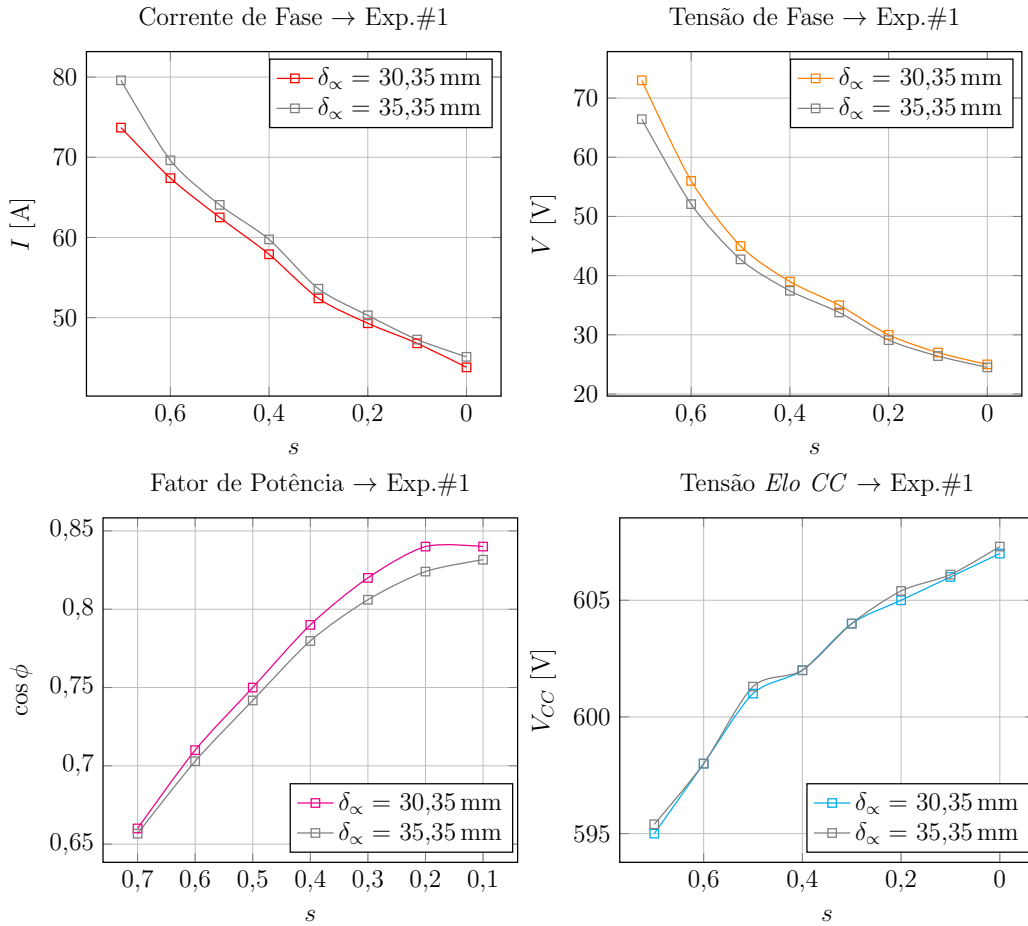 Corrente de Fase → Exp.#1
80
70
60
50
I [A]
0,6 0,4 0,2 0
s
δ∝ = 30,35 mm
δ∝ = 35,35 mm
Tensão de Fase → Exp.#1
70
60
50
40
30
20
V [V]
0,6 0,4 0,2 0
s
δ∝ = 30,35 mm
δ∝ = 35,35 mm
Fator de Potência → Exp.#1
0,85
0,8
0,75
0,7
0,65
cos ϕ
0,7 0,6 0,5 0,4 0,3 0,2 0,1
s
δ∝ = 30,35 mm
δ∝ = 35,35 mm
Tensão Elo CC → Exp.#1
605
600
595
VCC [V]
0,6 0,4 0,2 0
s
δ∝ = 30,35 mm
δ∝ = 35,35 mm